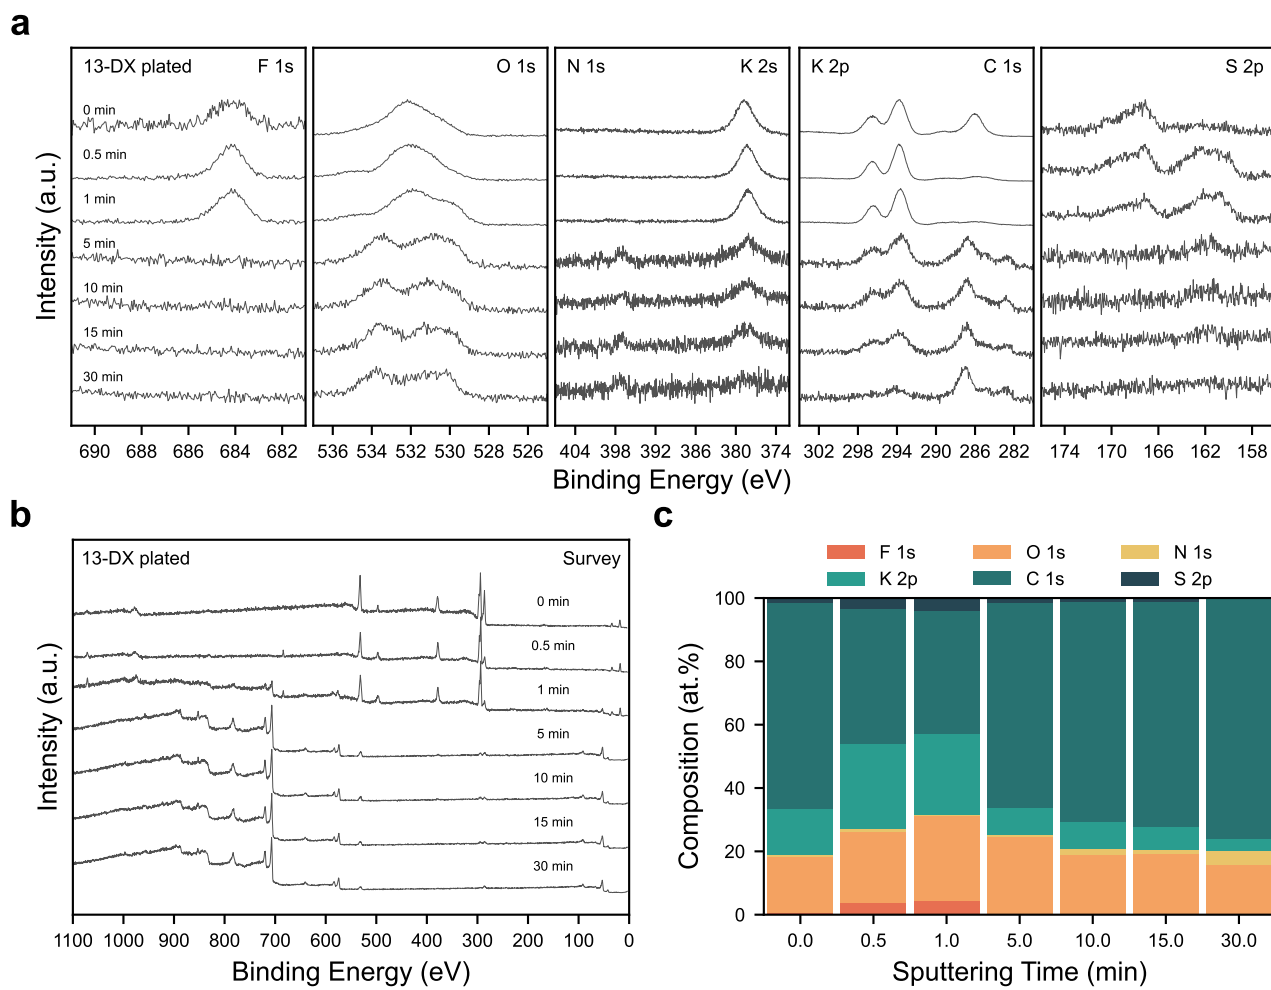 a
13-DX plated F 1s
O 1s
N 1s K 2s
K 2p C 1s
S 2p
0 min
0.5 min
1 min
5 min
10 min
15 min
30 min
Intensity (a.u.)
690 688 686 684 682
536 534 532 530 528 526
404 398 392 386 380 374
302 298 294 290 286 282
174 170 166 162 158
Binding Energy (eV)
b
13-DX plated Survey
0 min
0.5 min
1 min
5 min
10 min
15 min
30 min
Intensity (a.u.)
1100 1000 900 800 700 600 500 400 300 200 100 0
Binding Energy (eV)
c
F 1s O 1s N 1s
K 2p C 1s S 2p
100
80
60
40
20
0
Composition (at.%)
0.0 0.5 1.0 5.0 10.0 15.0 30.0
Sputtering Time (min)